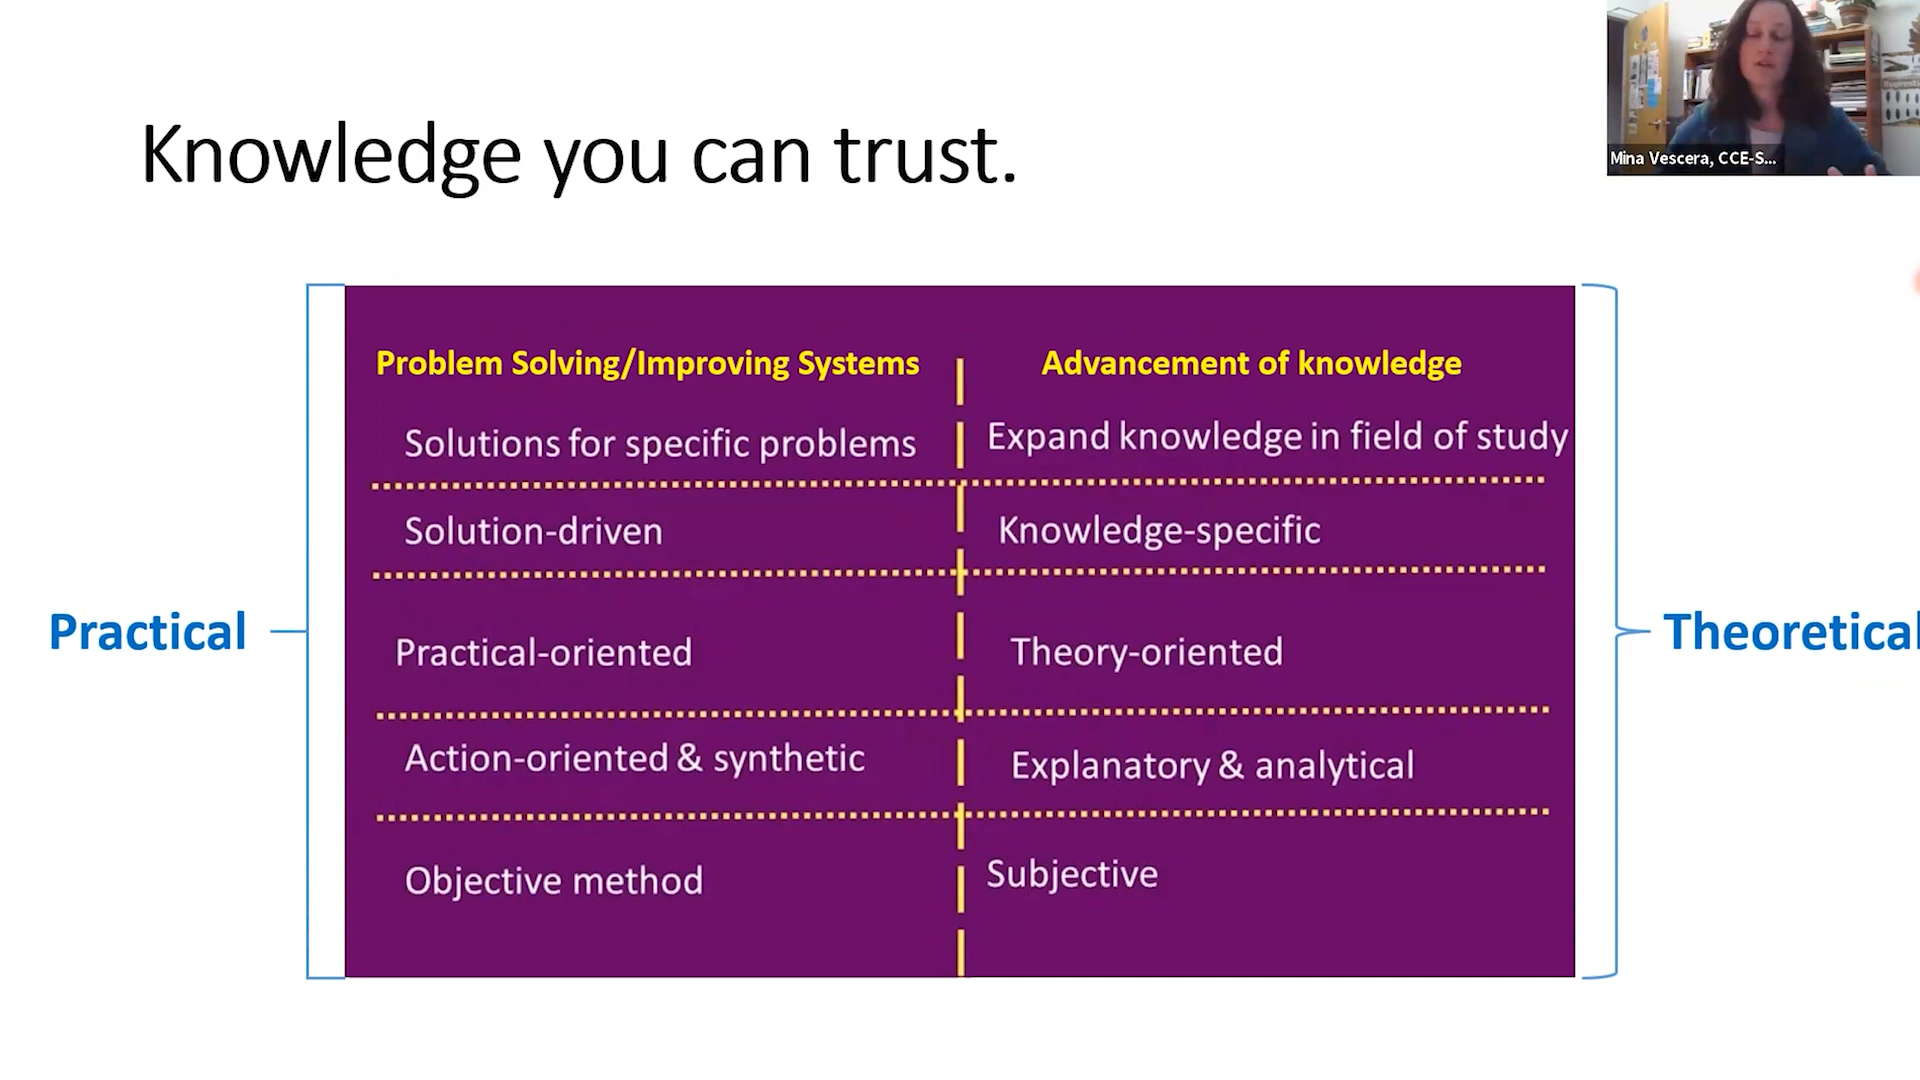 Knowledge you can trust.
Mina Vescera, CCE-S...
Problem Solving/Improving Systems
Advancement of knowledge
Solutions for specific problems
Expand knowledge in field of study
Solution-driven
Knowledge-specific
Practical
Practical-oriented
Theory-oriented
Theoretical
Action-oriented & synthetic
Explanatory & analytical
Objective method
Subjective